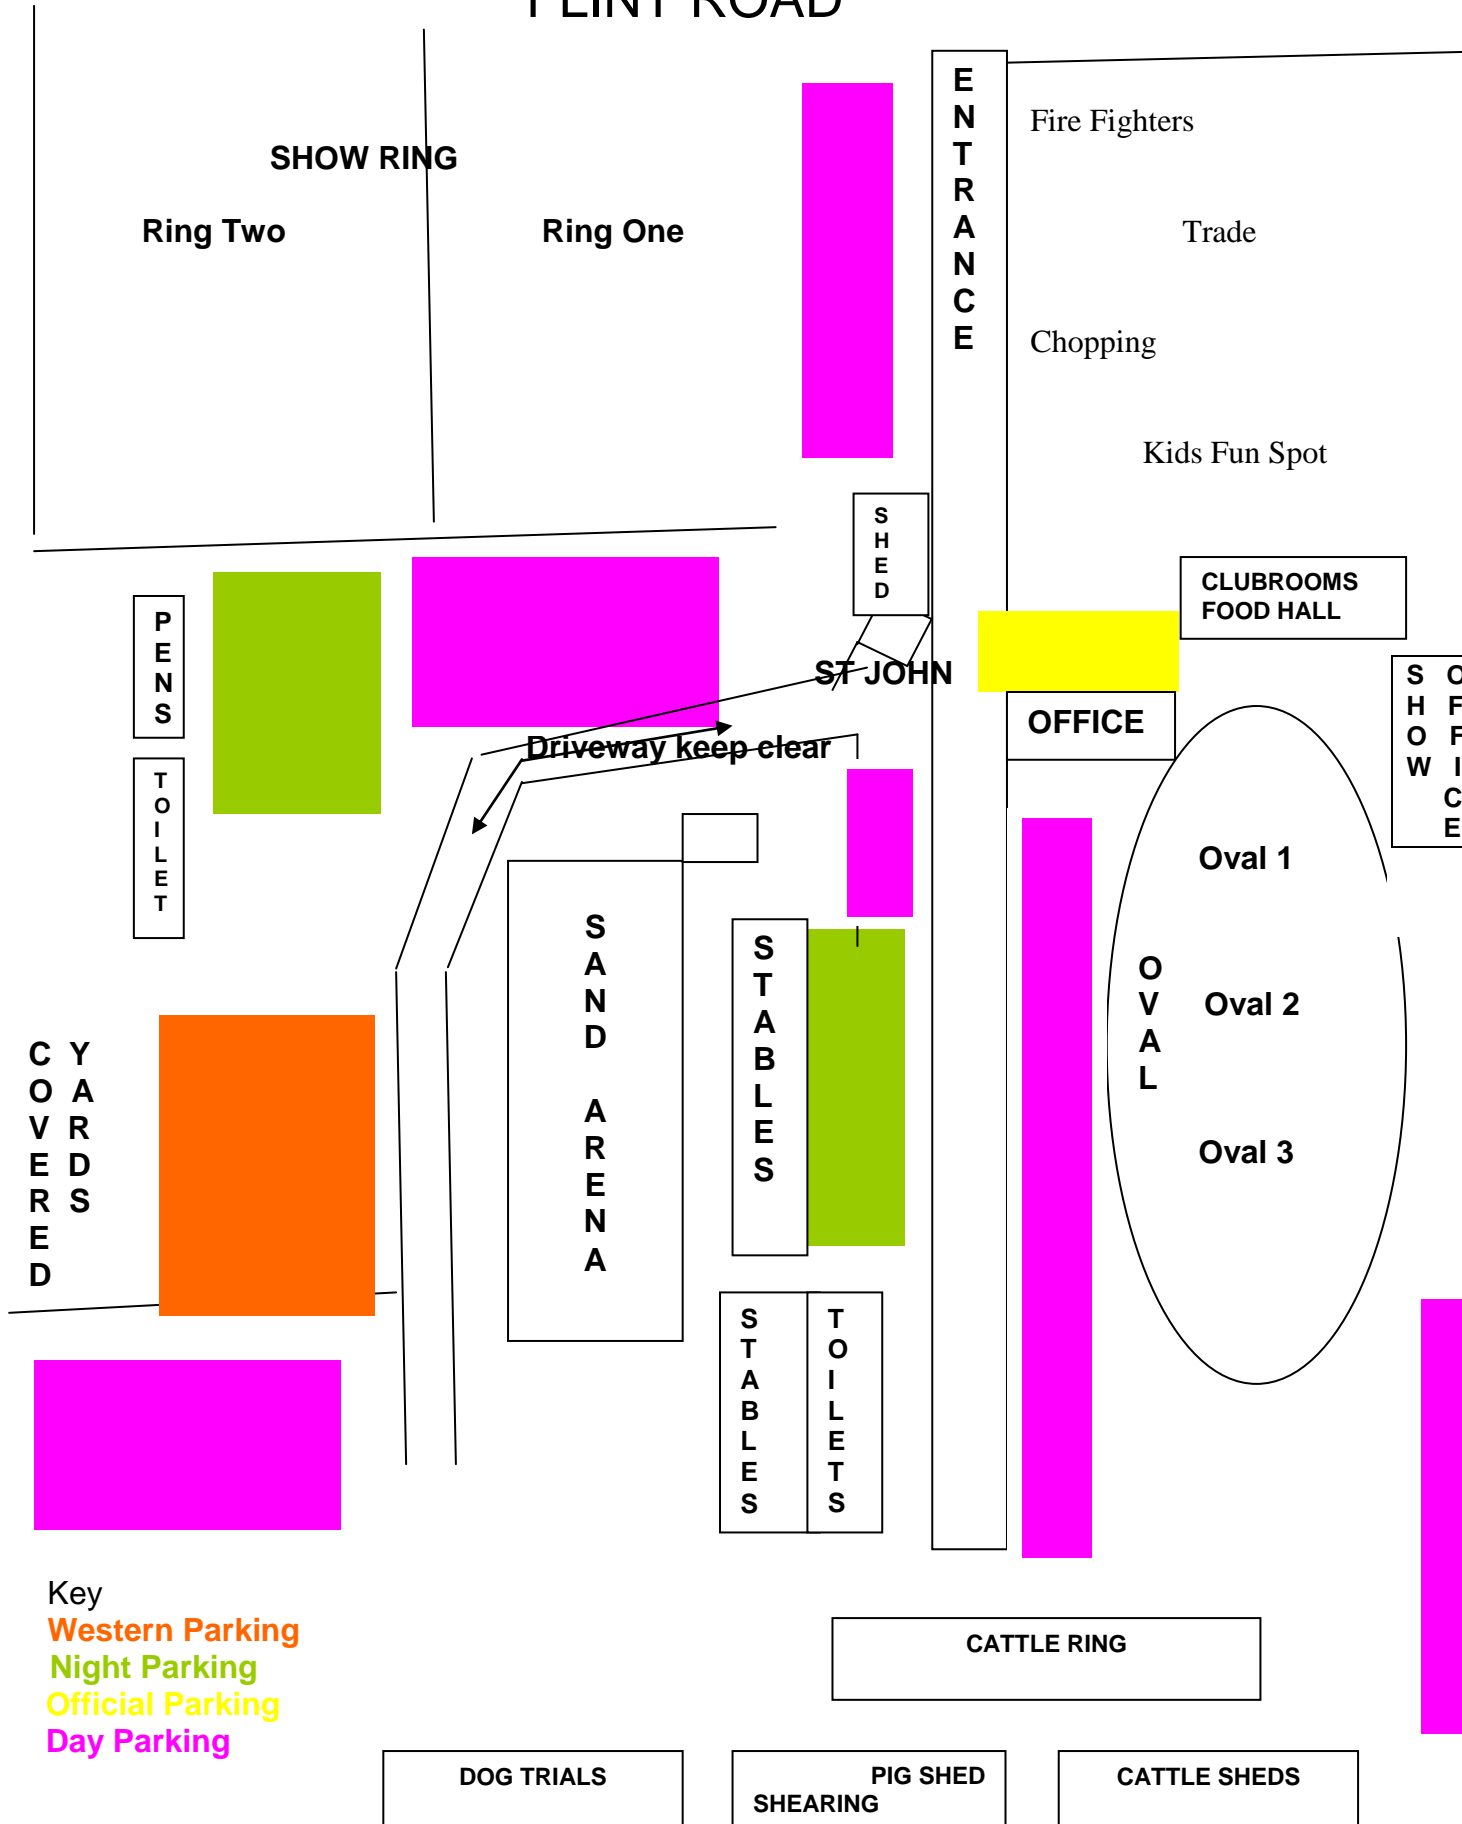 FLINT ROAD
ENTRANCE
Fire Fighters
SHOW RING
Ring Two
Ring One
Trade
Chopping
Kids Fun Spot
SHED
CLUBROOMS
FOOD HALL
PENS
ST JOHN
SHOW
OFFICE
OFFICE
Driveway keep clear
TOILET
Oval 1
SAND ARENA
STABLES
OVAL
Oval 2
COVERED
YARDS
Oval 3
STABLES
TOILETS
Key
Western Parking
Night Parking
Official Parking
Day Parking
CATTLE RING
DOG TRIALS
PIG SHED
SHEARING
CATTLE SHEDS